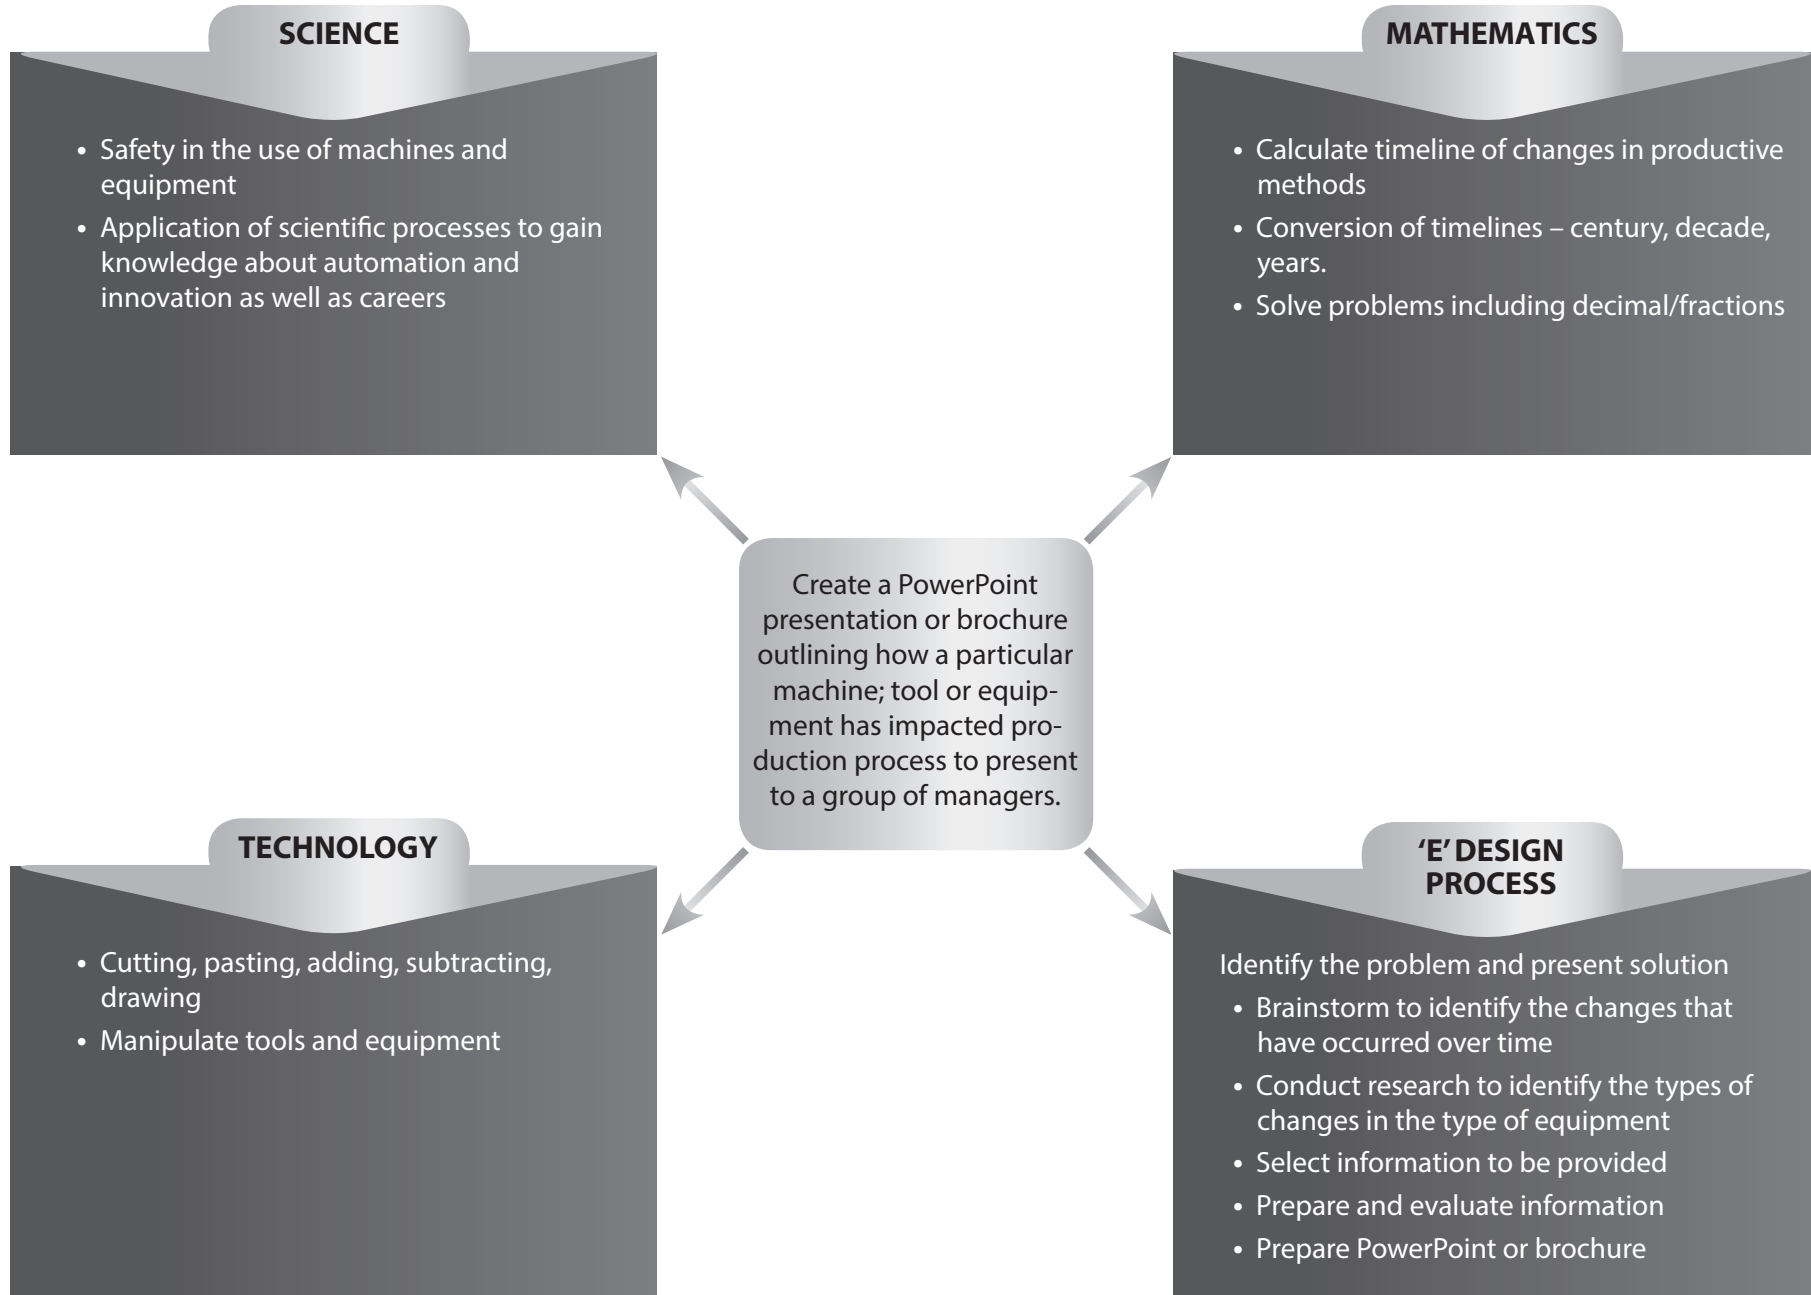 SCIENCE
• Safety in the use of machines and
equipment
• Application of scientific processes to gain
knowledge about automation and
innovation as well as careers
MATHEMATICS
• Calculate timeline of changes in productive
methods
• Conversion of timelines – century, decade,
years.
• Solve problems including decimal/fractions
Create a PowerPoint
presentation or brochure
outlining how a particular
machine; tool or equip-
ment has impacted pro-
duction process to present
to a group of managers.
TECHNOLOGY
• Cutting, pasting, adding, subtracting,
drawing
• Manipulate tools and equipment
‘E’ DESIGN
PROCESS
Identify the problem and present solution
• Brainstorm to identify the changes that
have occurred over time
• Conduct research to identify the types of
changes in the type of equipment
• Select information to be provided
• Prepare and evaluate information
• Prepare PowerPoint or brochure